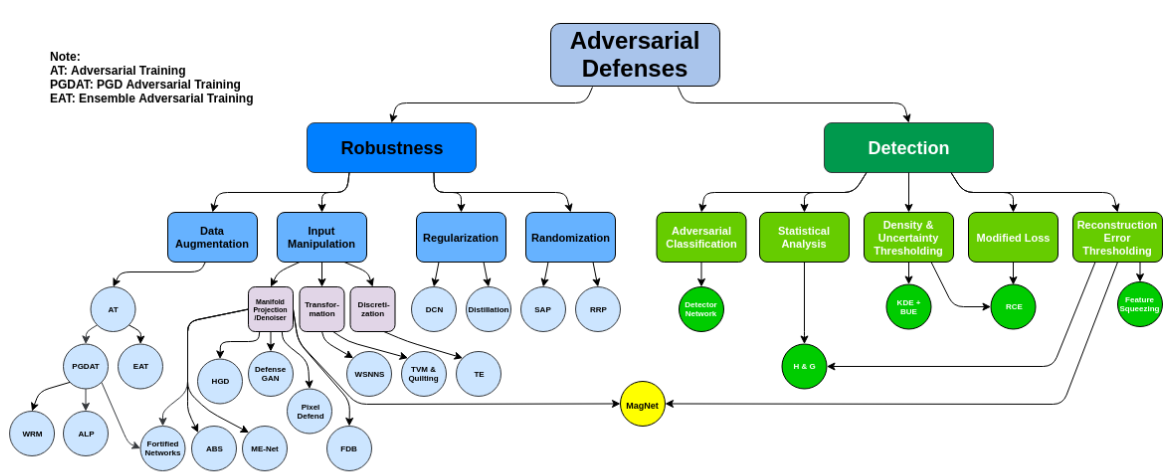 Adversarial
Defenses
Note:
AT: Adversarial Training
PGDAT: PGD Adversarial Training
EAT: Ensemble Adversarial Training
Robustness
Detection
Data
Augmentation
Input
Manipulation
Regularization
Randomization
Adversarial
Classification
Statistical
Analysis
Density &
Uncertainty
Thresholding
Modified Loss
Reconstruction
Error
Thresholding
AT
Manifold
Projection
/Denoiser
Transfor-
mation
Discreti-
zation
DCN
Distillation
SAP
RRP
Detector
Network
KDE +
BUE
RCE
Feature
Squeezing
PGDAT
EAT
HGD
Defense
GAN
Pixel
Defend
WSNNS
TVM &
Quilting
TE
H & G
MagNet
WRM
ALP
Fortified
Networks
ABS
ME-Net
FDB